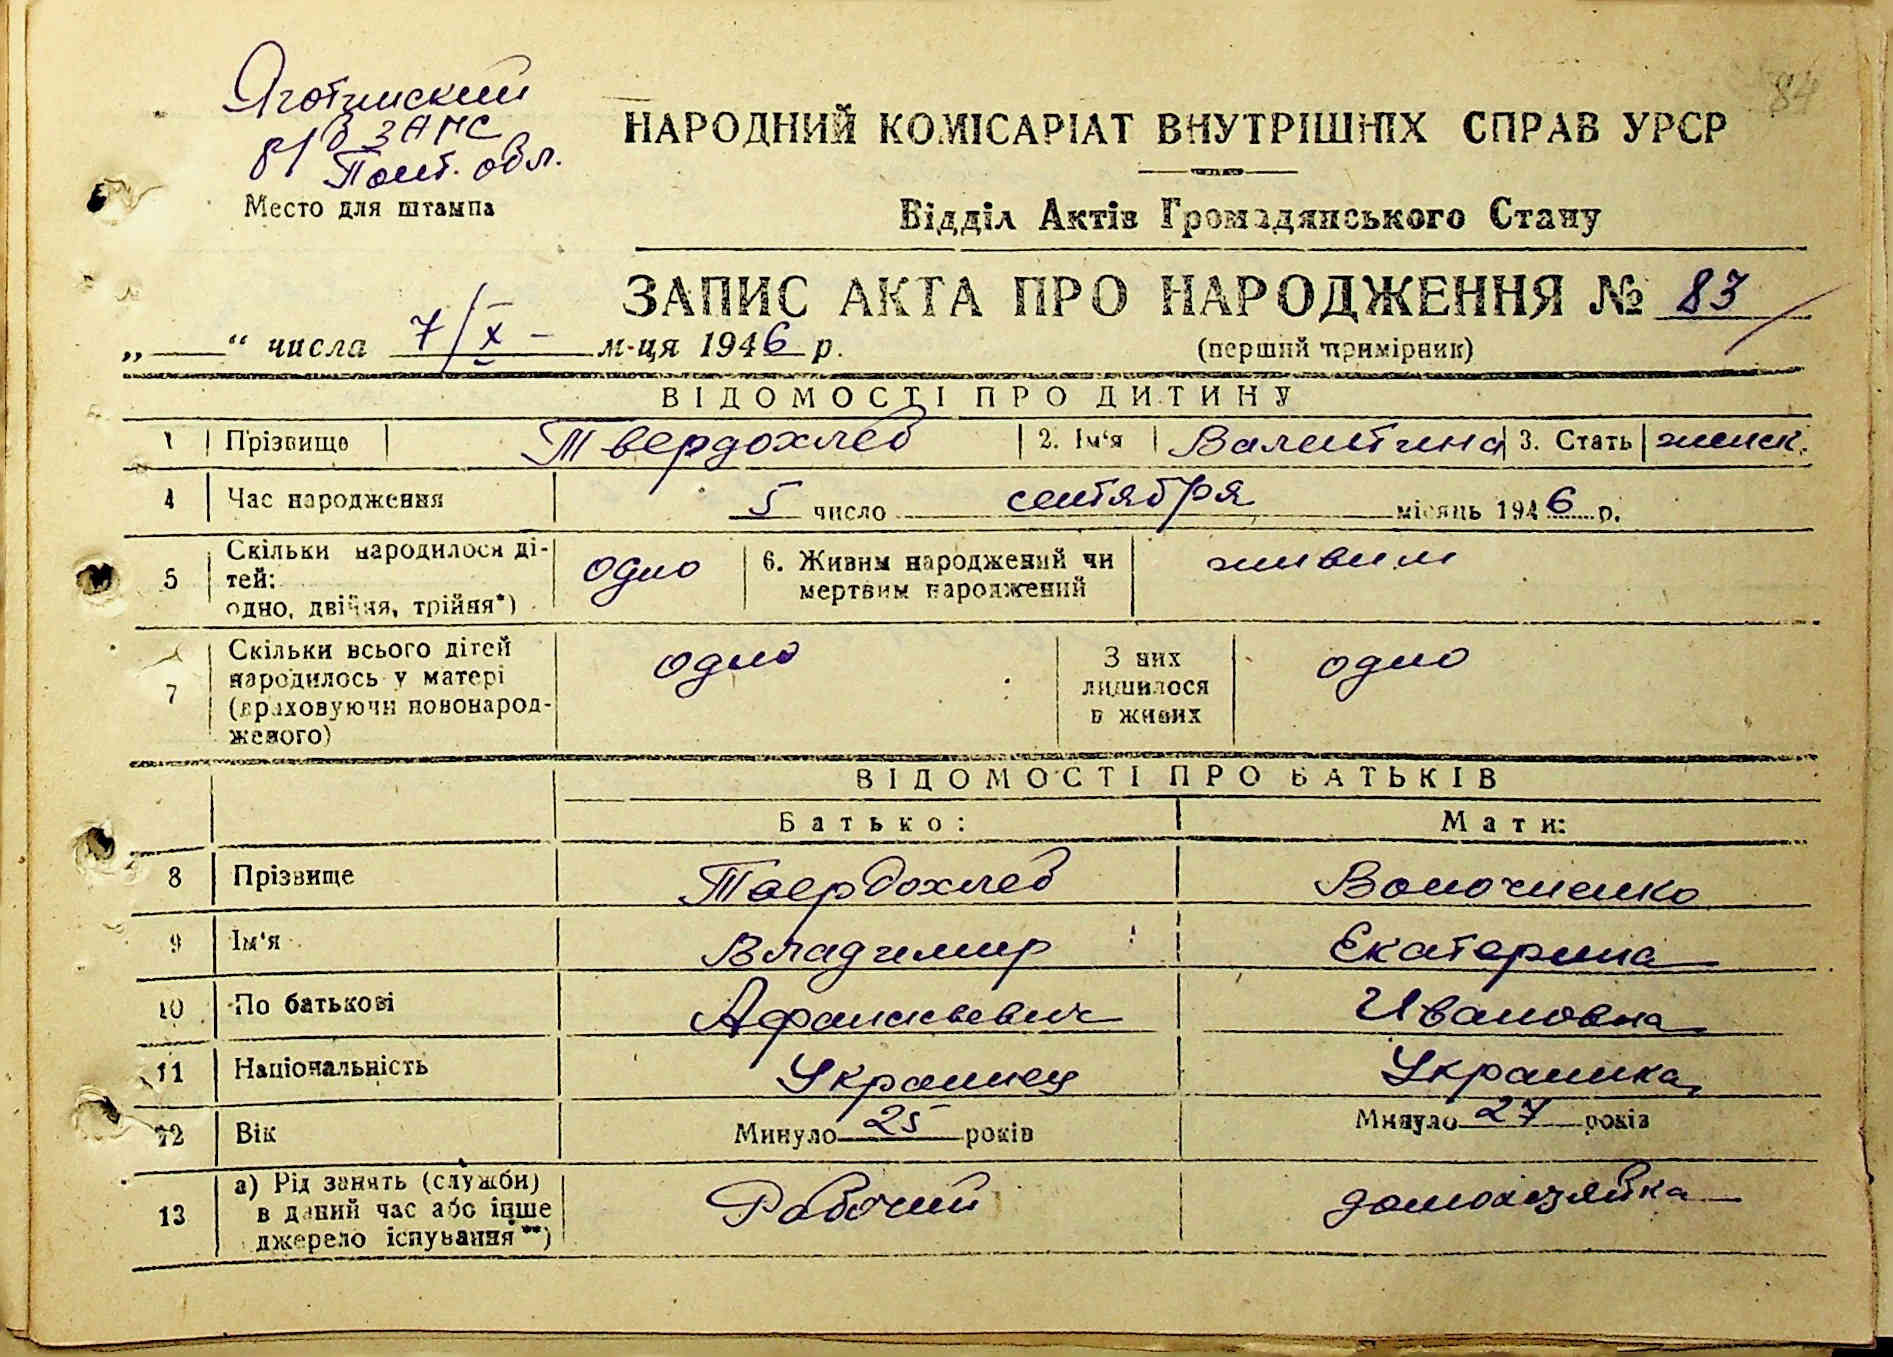 84
Яготинский
р/б ЗАГС
Полт. обл.
Место для штампа
НАРОДНИЙ КОМІСАРІАТ ВНУТРІШНІХ СПРАВ УРСР
Відділ Актів Громадянського Стану
ЗАПИС АКТА ПРО НАРОДЖЕННЯ № 83
„—“ числа 7/X - м-ця 1946 р.
(перший примірник)
ВІДОМОСТІ ПРО ДИТИНУ
1 Прізвище Твердохлеб 2. Ім‘я Валентина 3. Стать женск.
4 Час народження 5 число сентября місяць 1946 р.
5 Скільки народилося ді-
тей:
одно, двійня, трійня*) одно 6. Живим народжений чи
мертвим народжений живым
7 Скільки всього дітей
народилось у матері
(враховуючи новонарод-
женого) одно З них
лишилося
в живих одно
ВІДОМОСТІ ПРО БАТЬКІВ
Батько: Мати:
8 Прізвище Твердохлеб
9 Ім‘я Владимир Екатерина
10 По батькові Афанасьевич Ивановна
11 Національність Украинец Украинка
12 Вік Минуло 25 років Минуло 27 років
13 а) Рід занять (служби)
в даний час або інше
джерело існування**) Рабочий домохозяйка